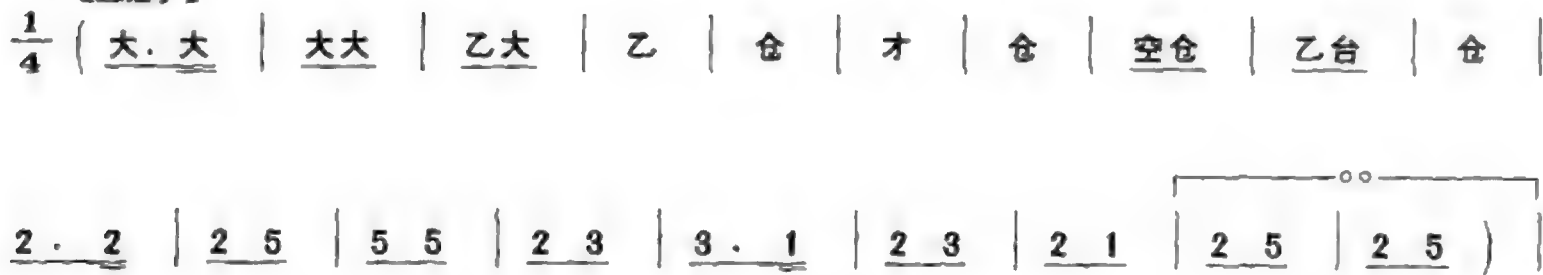 1/4 ( 大. 大 | 大大 | 乙大 | 乙 | 仓 | 才 | 仓 | 空仓 | 乙台 | 仓 |
2 . 2 | 2 5 | 5 5 | 2 3 | 3 . 1 | 2 3 | 2 1 | 2 5 | 2 5 ) |